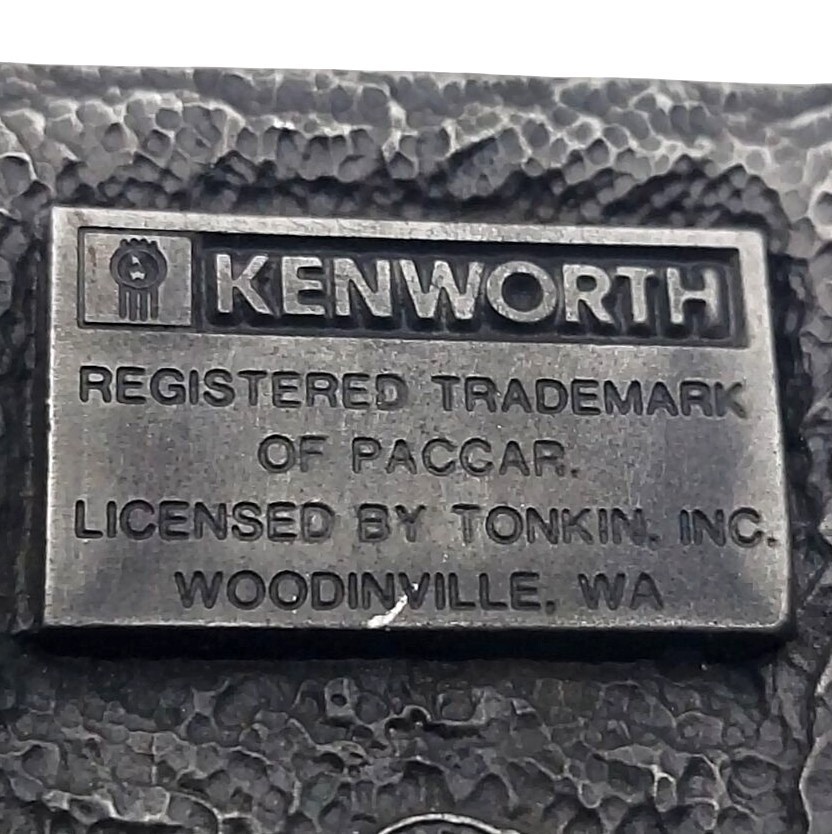 KENWORTH
REGISTERED TRADEMARK
OF PACCAR.
LICENSED BY TONKIN, INC.
WOODINVILLE, WA